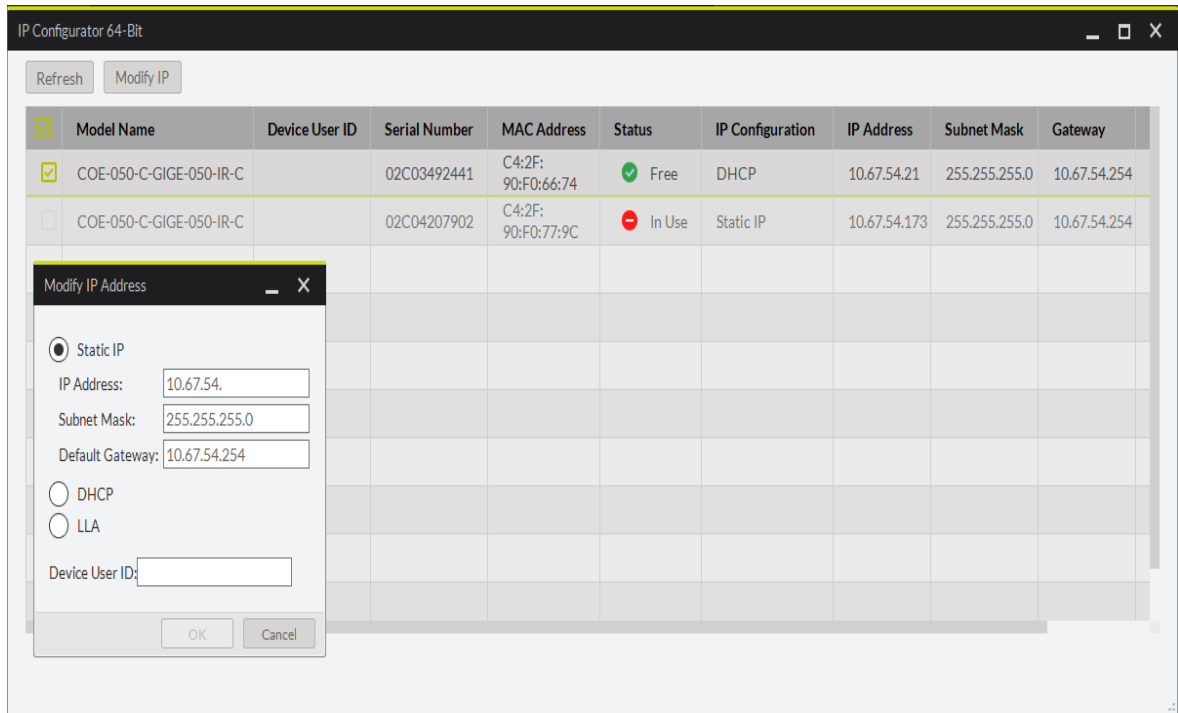 IP Configurator 64-Bit
Refresh
Modify IP
Model Name Device User ID Serial Number MAC Address Status IP Configuration IP Address Subnet Mask Gateway
COE-050-C-GIGE-050-IR-C 02C03492441 C4:2F: Free DHCP 10.67.54.21 255.255.255.0 10.67.54.254
90:F0:66:74
COE-050-C-GIGE-050-IR-C 02C04207902 C4:2F: In Use Static IP 10.67.54.173 255.255.255.0 10.67.54.254
90:F0:77:9C
Modify IP Address
Static IP
IP Address: 10.67.54.
Subnet Mask: 255.255.255.0
Default Gateway: 10.67.54.254
DHCP
LLA
Device User ID:
OK Cancel